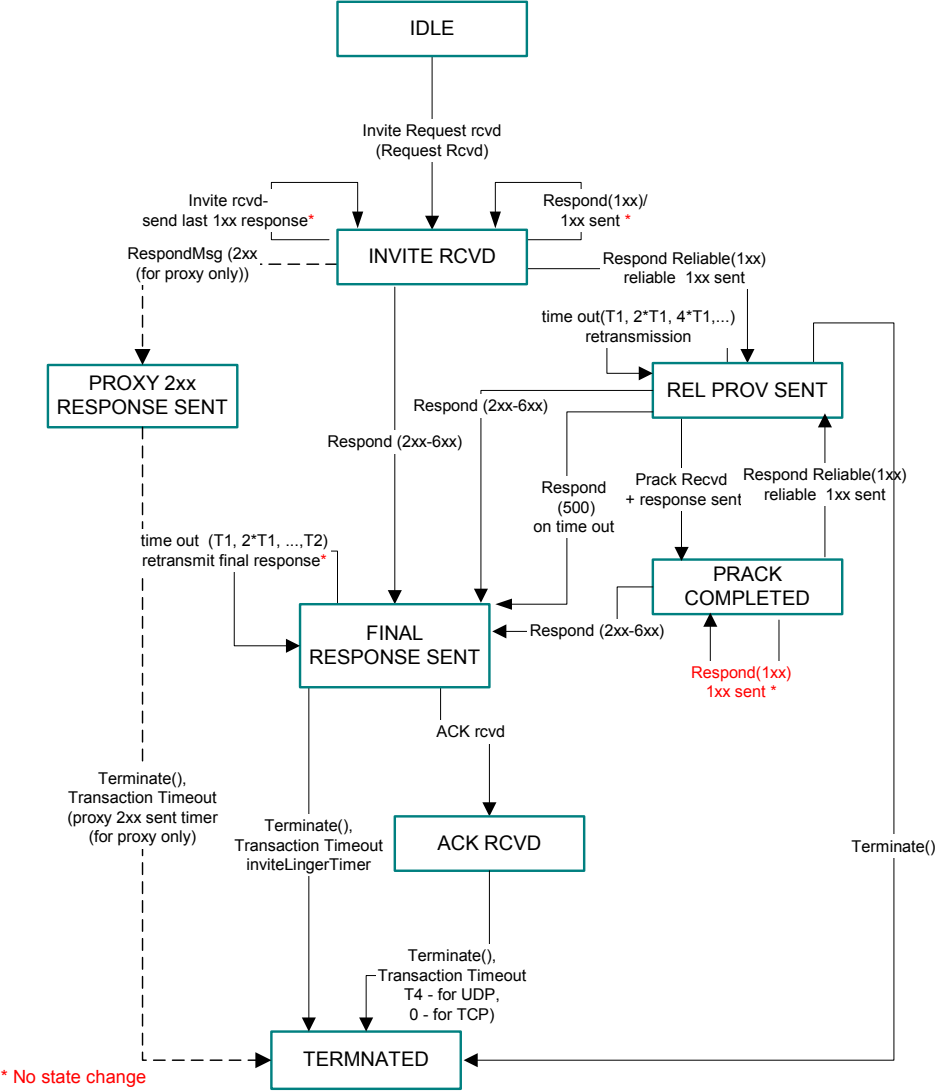 IDLE
Invite Request rcvd
(Request Rcvd)
Invite rcvd-
send last 1xx response*
Respond(1xx)/
1xx sent *
INVITE RCVD
RespondMsg (2xx
(for proxy only))
Respond Reliable(1xx)
reliable 1xx sent
time out(T1, 2*T1, 4*T1,...)
retransmission
PROXY 2xx
RESPONSE SENT
REL PROV SENT
Respond (2xx-6xx)
Respond (2xx-6xx)
Respond
(500)
on time out
Prack Recvd
+ response sent
Respond Reliable(1xx)
reliable 1xx sent
time out (T1, 2*T1, ...,T2)
retransmit final response*
PRACK
COMPLETED
FINAL
RESPONSE SENT
Respond (2xx-6xx)
Respond(1xx)
1xx sent *
ACK rcvd
Terminate(),
Transaction Timeout
(proxy 2xx sent timer
(for proxy only)
Terminate(),
Transaction Timeout
inviteLingerTimer
ACK RCVD
Terminate()
Terminate(),
Transaction Timeout
T4 - for UDP,
0 - for TCP)
TERMNATED
* No state change